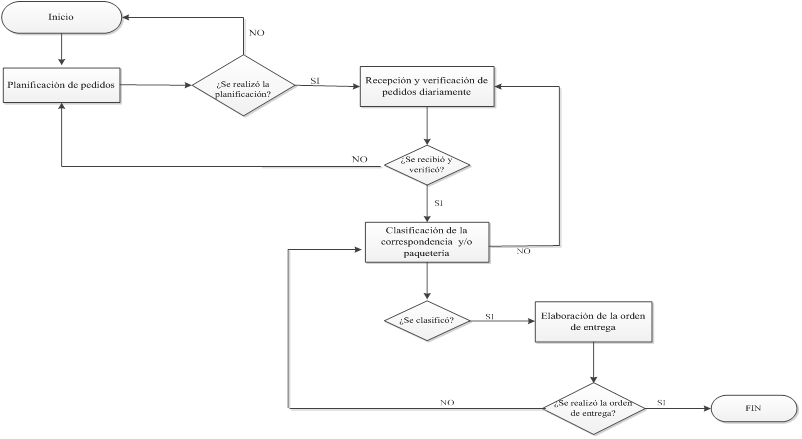 Inicio
NO
Planificación de pedidos
¿Se realizó la
planificación?
SI
Recepción y verificación de
pedidos diariamente
NO
¿Se recibió y
verificó?
SI
Clasificación de la
correspondencia y/o
paquetería
NO
¿Se clasificó?
SI
Elaboración de la orden
de entrega
NO
¿Se realizó la orden
de entrega?
SI
FIN